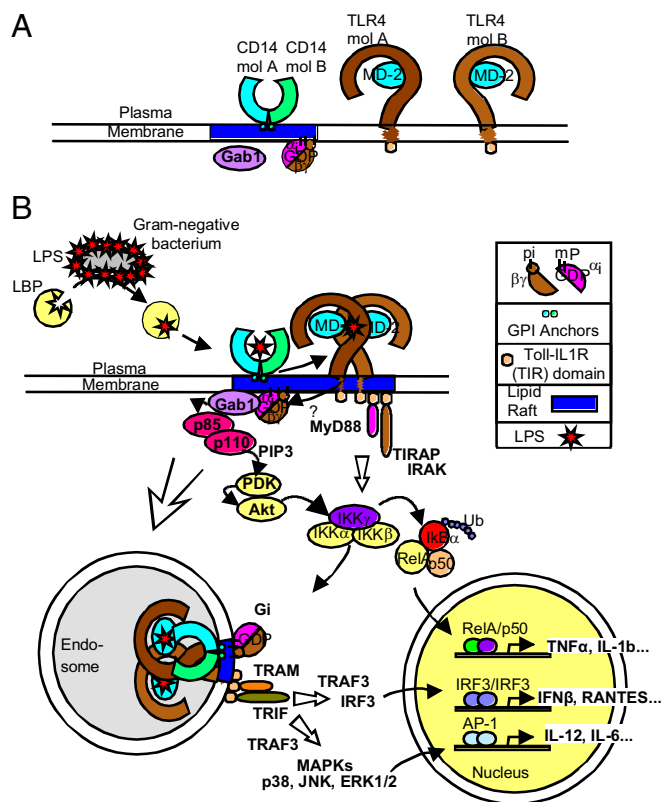 A
CD14 CD14
mol A mol B
TLR4
mol A
TLR4
mol B
MD-2
MD-2
Plasma
Membrane
Gab1
B
Gram-negative
bacterium
LPS
LBP
MD
D-2
Plasma
Membrane
Gab1
?
p85
p110
PIP3
MyD88
TIRAP
IRAK
PDK
Akt
IKKγ
IKKα IKKβ
Ub
IkBα
RelA p50
pi mP
βγ αi
GPI Anchors
Toll-IL1R
(TIR) domain
Lipid
Raft
LPS
Endo-
some
Gi
TRAM
TRIF
TRAF3
IRF3
TRAF3
MAPKs
p38, JNK, ERK1/2
RelA/p50
TNFα, IL-1b...
IRF3/IRF3
IFNβ, RANTES...
AP-1
IL-12, IL-6...
Nucleus